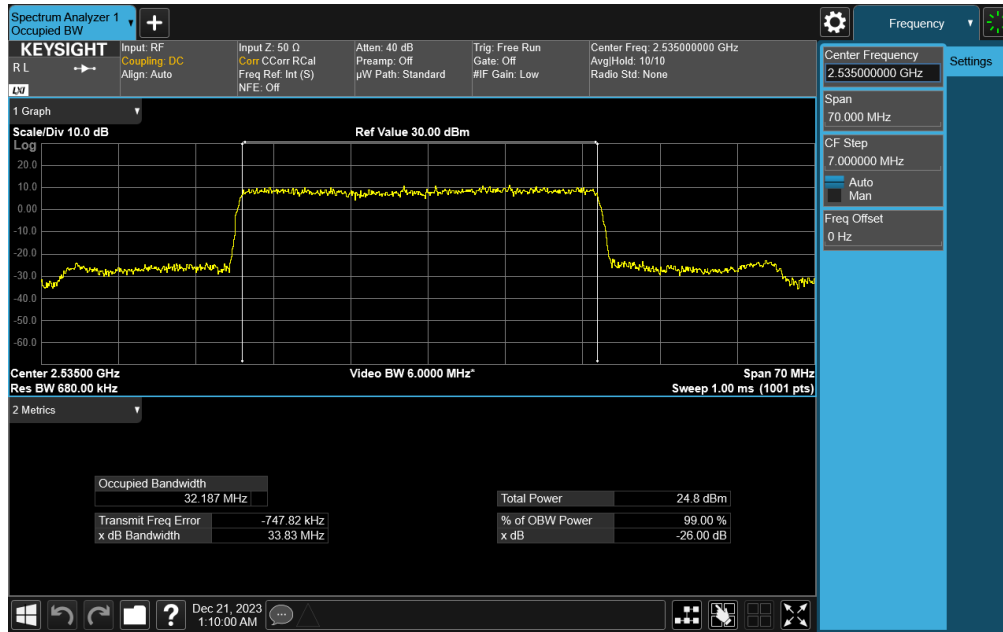 Spectrum Analyzer 1
Occupied BW
Frequency
KEYSIGHT
R L
LXI
Input: RF
Coupling: DC
Align: Auto
Input Z: 50 Ω
Corr CCorr RCal
Freq Ref: Int (S)
NFE: Off
Atten: 40 dB
Preamp: Off
µW Path: Standard
Trig: Free Run
Gate: Off
#IF Gain: Low
Center Freq: 2.535000000 GHz
Avg|Hold: 10/10
Radio Std: None
Center Frequency
2.535000000 GHz
Settings
Span
70.000 MHz
CF Step
7.000000 MHz
Auto
Man
Freq Offset
0 Hz
1 Graph
Scale/Div 10.0 dB
Ref Value 30.00 dBm
Log
20.0
10.0
0.00
-10.0
-20.0
-30.0
-40.0
-50.0
-60.0
Center 2.53500 GHz
Video BW 6.0000 MHz*
Span 70 MHz
Res BW 680.00 kHz
Sweep 1.00 ms (1001 pts)
2 Metrics
Occupied Bandwidth
32.187 MHz
Total Power 24.8 dBm
Transmit Freq Error -747.82 kHz
% of OBW Power 99.00 %
x dB Bandwidth 33.83 MHz
x dB -26.00 dB
Dec 21, 2023
1:10:00 AM